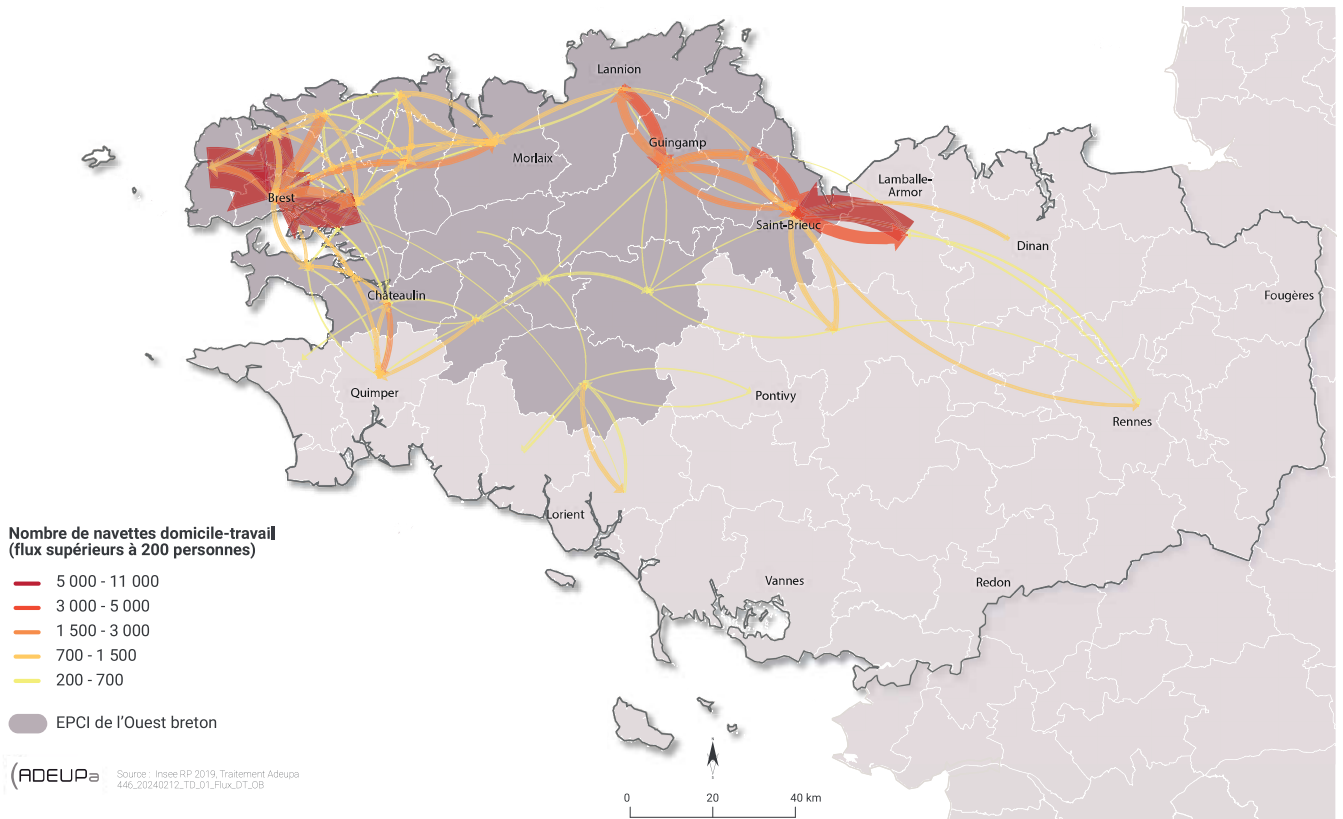 Lannion
Guingamp
Morlaix
Lamballe-
Armor
Brest
Saint-Brieuc
Dinan
Châteaulin
Fougères
Quimper
Pontivy
Rennes
Lorient
Vannes
Redon
Nombre de navettes domicile-travail
(flux supérieurs à 200 personnes)
5 000 - 11 000
3 000 - 5 000
1 500 - 3 000
700 - 1 500
200 - 700
EPCI de l'Ouest breton
ADEUPa
Source : Insee RP 2019, Traitement Adeupa
446_20240212_TD_01_Flux_DT_OB
0 20 40 km